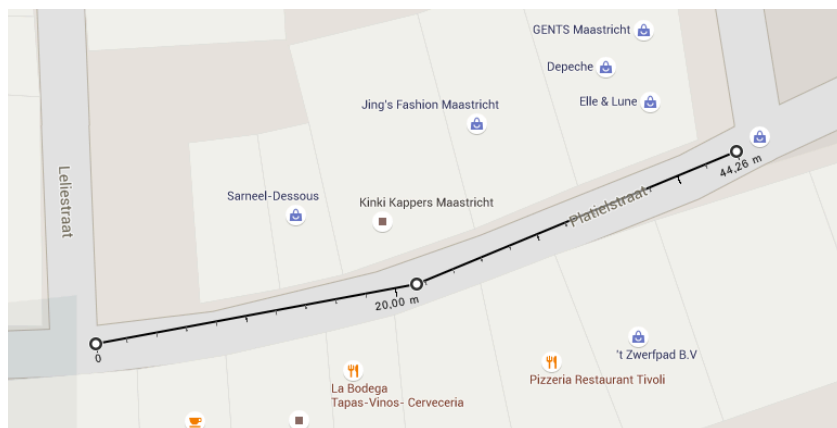 GENTS Maastricht
Depeche
Elle & Lune
Jing's Fashion Maastricht
44,26 m
Leliestraat
Sarneel-Dessous
Kinki Kappers Maastricht
Platielstraat
20,00 m
0
't Zwerfpad B.V
Pizzeria Restaurant Tivoli
La Bodega
Tapas-Vinos- Cerveceria